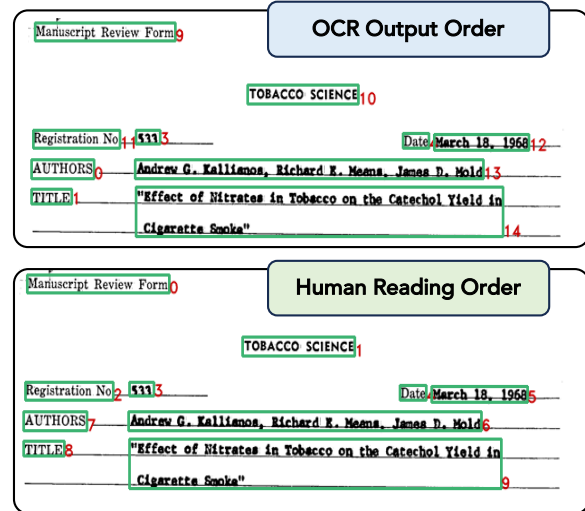 OCR Output Order
Manuscript Review Form 9
TOBACCO SCIENCE 10
Registration No 11 533 3 Date 4 March 18, 1968 12
AUTHORS 0 Andrew G. Kallianos, Richard E. Means, James D. Mold 13
TITLE 1 "Effect of Nitrates in Tobacco on the Catechol Yield in
Cigarette Smoke" 14
Human Reading Order
Manuscript Review Form 0
TOBACCO SCIENCE 1
Registration No 2 533 3 Date 4 March 18, 1968 5
AUTHORS 7 Andrew G. Kallianos, Richard E. Means, James D. Mold 6
TITLE 8 "Effect of Nitrates in Tobacco on the Catechol Yield in
Cigarette Smoke" 9